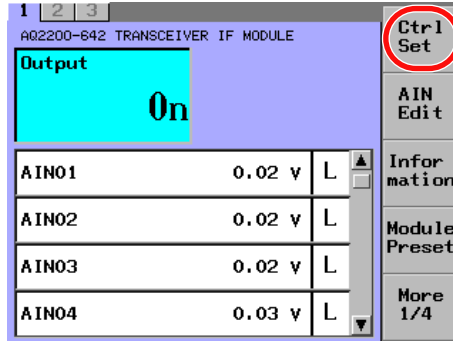 1 2 3
AQ2200-642 TRANSCEIVER IF MODULE
Output
On
AIN01 0.02 V L
AIN02 0.02 V L
AIN03 0.02 V L
AIN04 0.03 V L
Ctrl
Set
AIN
Edit
Infor
mation
Module
Preset
More
1/4